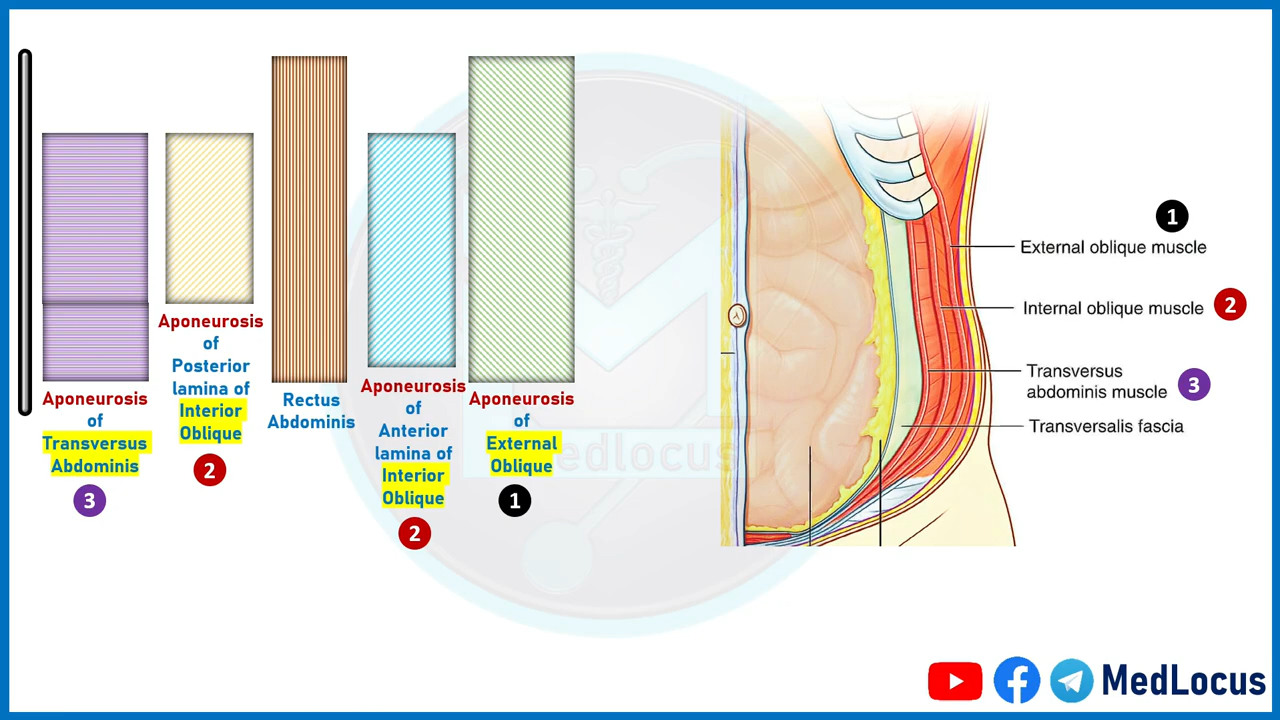 Aponeurosis
of
Transversus
Abdominis
3
Aponeurosis
of
Posterior
lamina of
Interior
Oblique
2
Rectus
Abdominis
Aponeurosis
of
Anterior
lamina of
Interior
Oblique
2
Aponeurosis
of
External
Oblique
1
1
External oblique muscle
Internal oblique muscle 2
Transversus
abdominis muscle 3
Transversalis fascia
Medlocus
MedLocus